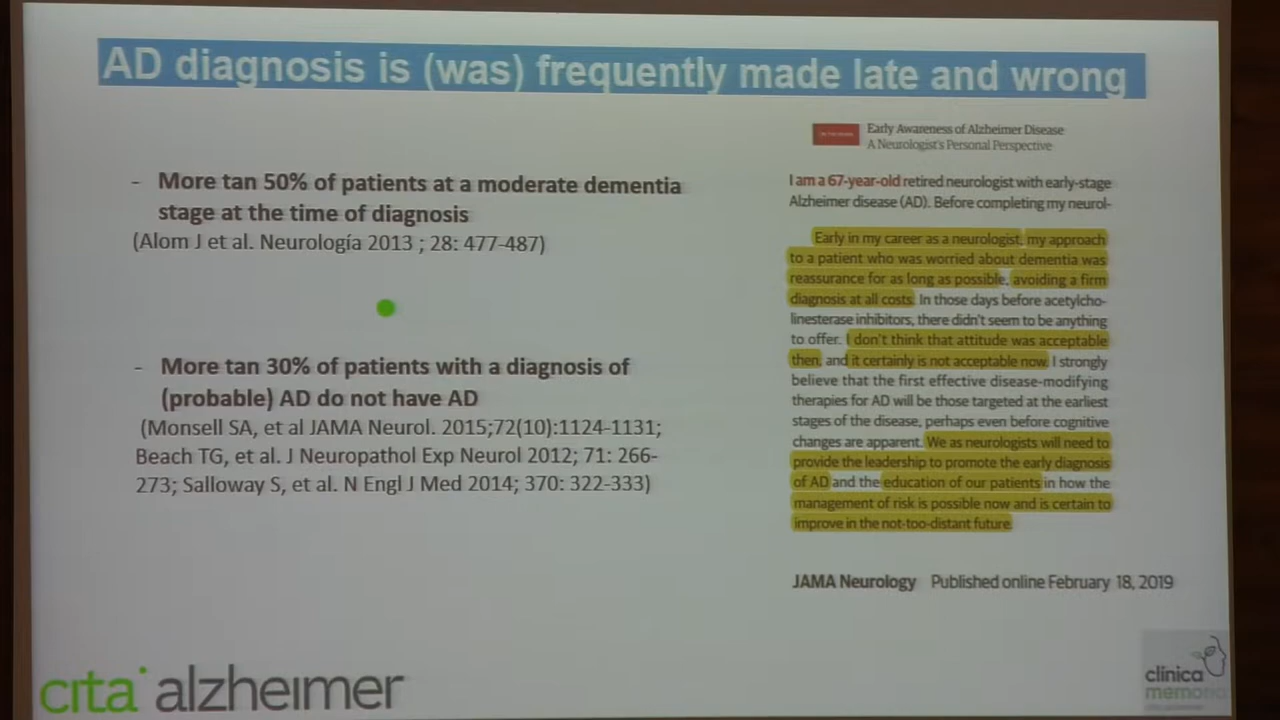 AD diagnosis is (was) frequently made late and wrong
- More tan 50% of patients at a moderate dementia
stage at the time of diagnosis
(Alom J et al. Neurología 2013 ; 28: 477-487)
- More tan 30% of patients with a diagnosis of
(probable) AD do not have AD
(Monsell SA, et al JAMA Neurol. 2015;72(10):1124-1131;
Beach TG, et al. J Neuropathol Exp Neurol 2012; 71: 266-
273; Salloway S, et al. N Engl J Med 2014; 370: 322-333)
Early Awareness of Alzheimer Disease
A Neurologist's Personal Perspective
I am a 67-year-old retired neurologist with early-stage
Alzheimer disease (AD). Before completing my neurol-
Early in my career as a neurologist, my approach
to a patient who was worried about dementia was
reassurance for as long as possible, avoiding a firm
diagnosis at all costs. In those days before acetylcho-
linesterase inhibitors, there didn't seem to be anything
to offer. I don't think that attitude was acceptable
then, and it certainly is not acceptable now. I strongly
believe that the first effective disease-modifying
therapies for AD will be those targeted at the earliest
stages of the disease, perhaps even before cognitive
changes are apparent. We as neurologists will need to
provide the leadership to promote the early diagnosis
of AD and the education of our patients in how the
management of risk is possible now and is certain to
improve in the not-too-distant future.
JAMA Neurology Published online February 18, 2019
cita alzheimer
clínica
memoria